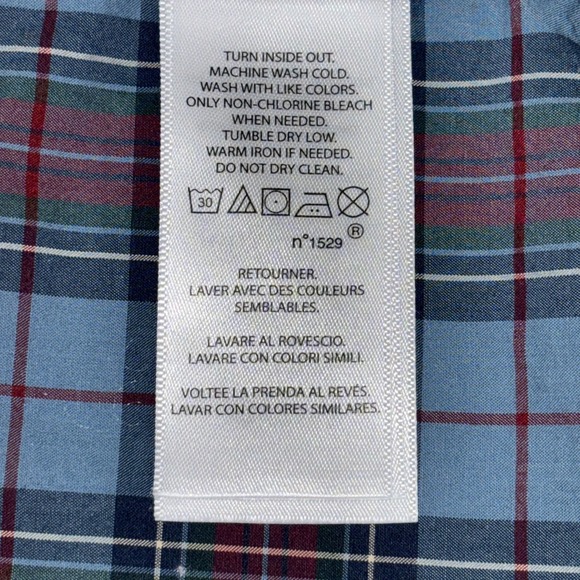 TURN INSIDE OUT.
MACHINE WASH COLD.
WASH WITH LIKE COLORS.
ONLY NON-CHLORINE BLEACH
WHEN NEEDED.
TUMBLE DRY LOW.
WARM IRON IF NEEDED.
DO NOT DRY CLEAN.
30
n°1529 ®
RETOURNER.
LAVER AVEC DES COULEURS
SEMBLABLES.
LAVARE AL ROVESCIO.
LAVARE CON COLORI SIMILI.
VOLTEE LA PRENDA AL REVÉS.
LAVAR CON COLORES SIMILARES.